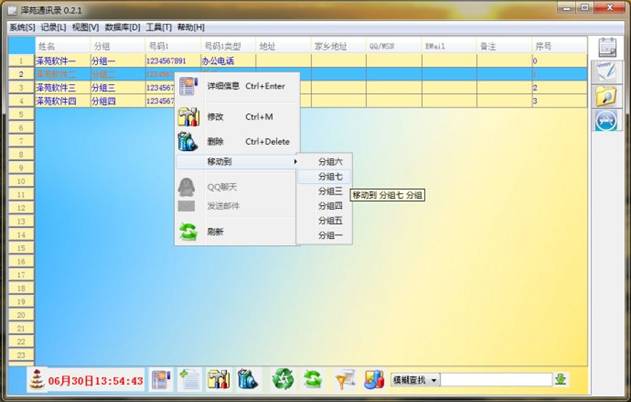 泽苑通讯录 0.2.1
系统[S] 记录[L] 视图[V] 数据库[D] 工具[T] 帮助[H]
姓名 分组 号码1 号码1类型 地址 家乡地址 QQ/MSN EMail 备注 序号
1 泽苑软件一 分组一 1234567891 办公电话 0
2 泽苑软件二 分组二
3 泽苑软件三 分组三 2
4 泽苑软件四 分组四 3
5
6
7
8
9
10
11
12
13
14
15
16
17
18
19
20
21
22
23
详细信息 Ctrl+Enter
修改 Ctrl+M
删除 Ctrl+Delete
移动到
QQ聊天
发送邮件
刷新
分组六
分组七
分组三
分组四
分组五
分组一
移动到 分组七 分组
06月30日13:54:43
模糊查找